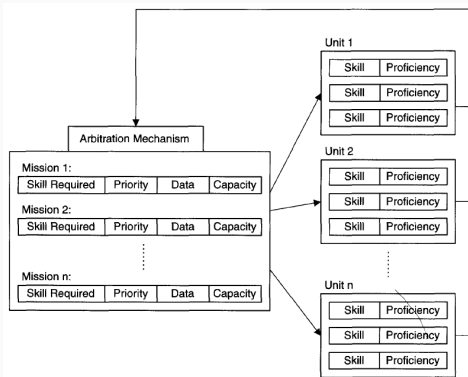 Arbitration Mechanism
Mission 1:
Skill Required Priority Data Capacity
Mission 2:
Skill Required Priority Data Capacity
Mission n:
Skill Required Priority Data Capacity
Unit 1
Skill Proficiency
Skill Proficiency
Skill Proficiency
Unit 2
Skill Proficiency
Skill Proficiency
Skill Proficiency
Unit n
Skill Proficiency
Skill Proficiency
Skill Proficiency